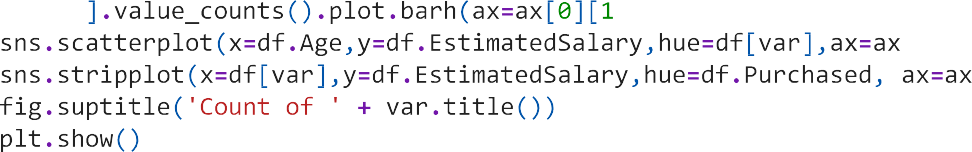 ].value_counts().plot.barh(ax=ax[0][1
sns.scatterplot(x=df.Age,y=df.EstimatedSalary,hue=df[var],ax=ax
sns.stripplot(x=df[var],y=df.EstimatedSalary,hue=df.Purchased, ax=ax
fig.suptitle('Count of ' + var.title())
plt.show()